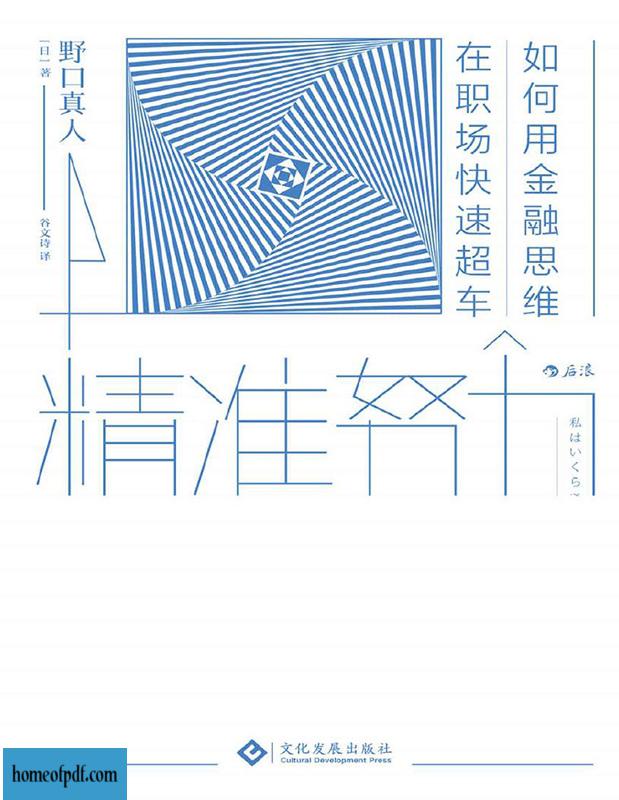 如何用金融思维
在职场快速超车
野口真人
[日] 著
谷文诗 译
后浪
私はいくら
精准努
文化发展出版社
Cultural Development Press
homeofpdf.com